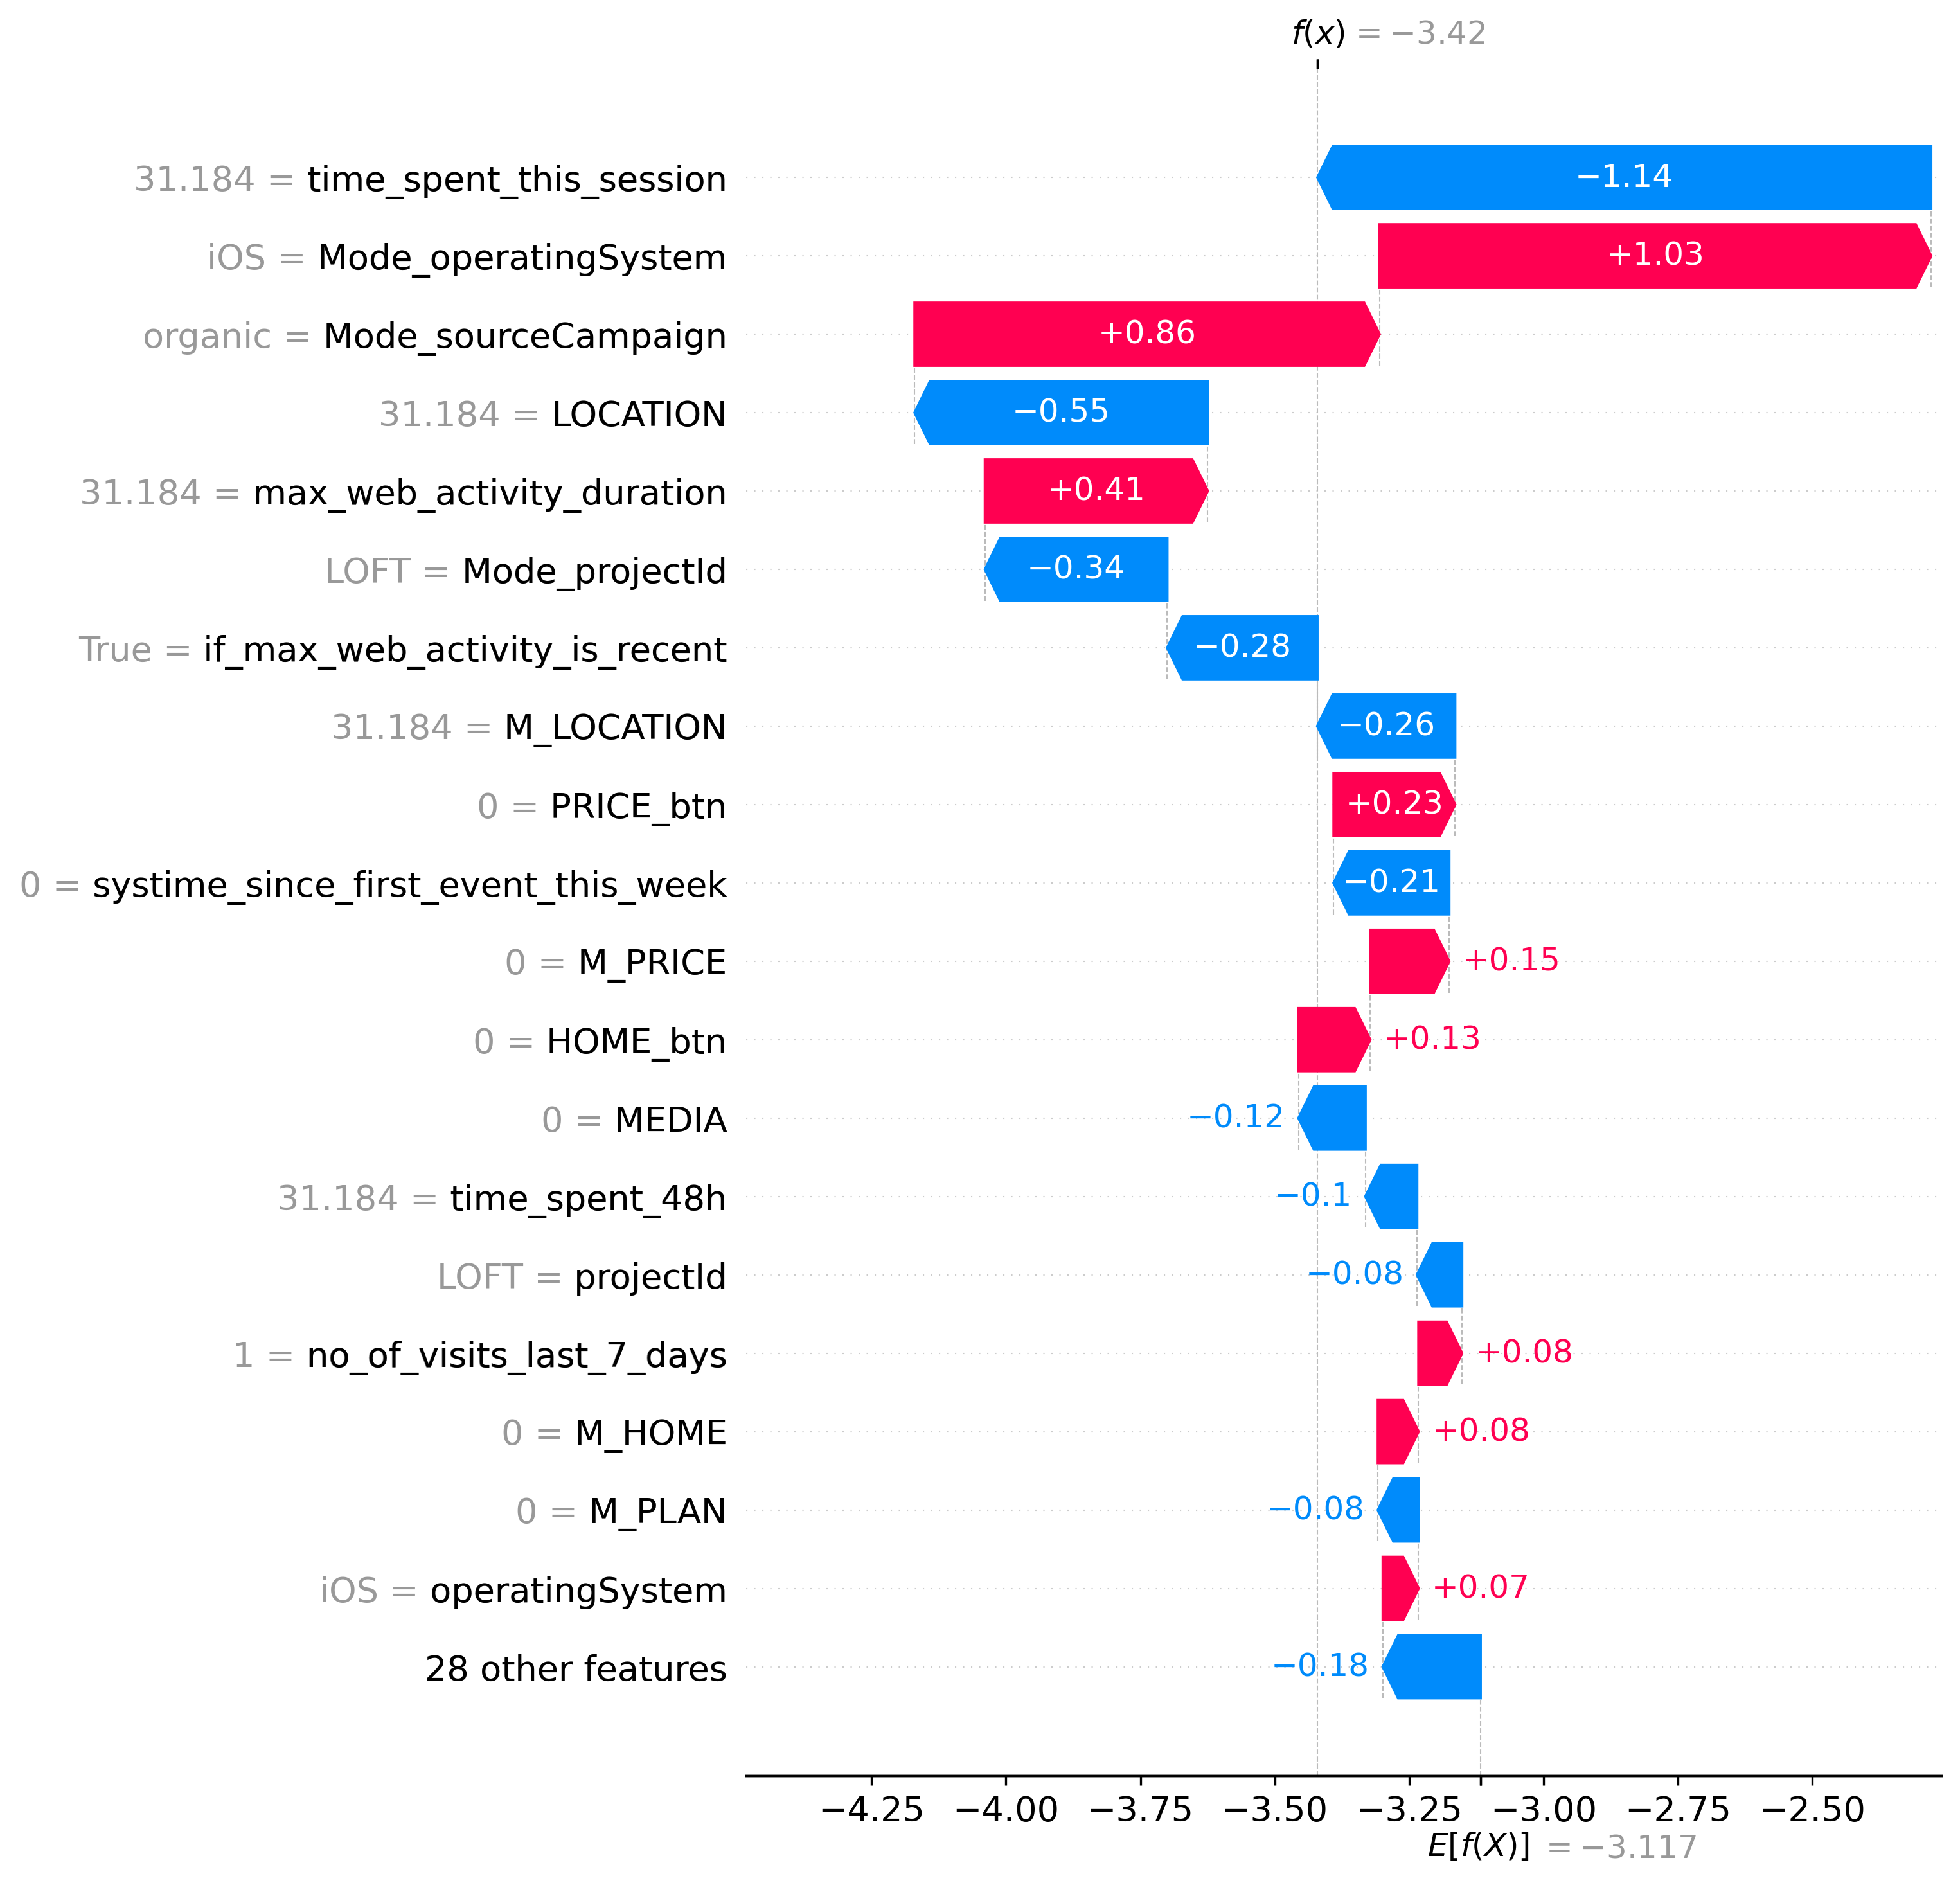 f(x) = −3.42
31.184 = time_spent_this_session −1.14
iOS = Mode_operatingSystem +1.03
organic = Mode_sourceCampaign +0.86
31.184 = LOCATION −0.55
31.184 = max_web_activity_duration +0.41
LOFT = Mode_projectId −0.34
True = if_max_web_activity_is_recent −0.28
31.184 = M_LOCATION −0.26
0 = PRICE_btn +0.23
0 = systime_since_first_event_this_week −0.21
0 = M_PRICE +0.15
0 = HOME_btn +0.13
0 = MEDIA −0.12
31.184 = time_spent_48h −0.1
LOFT = projectId −0.08
1 = no_of_visits_last_7_days +0.08
0 = M_HOME +0.08
0 = M_PLAN −0.08
iOS = operatingSystem +0.07
28 other features −0.18
−4.25 −4.00 −3.75 −3.50 −3.25 −3.00 −2.75 −2.50
E[f(X)] = −3.117